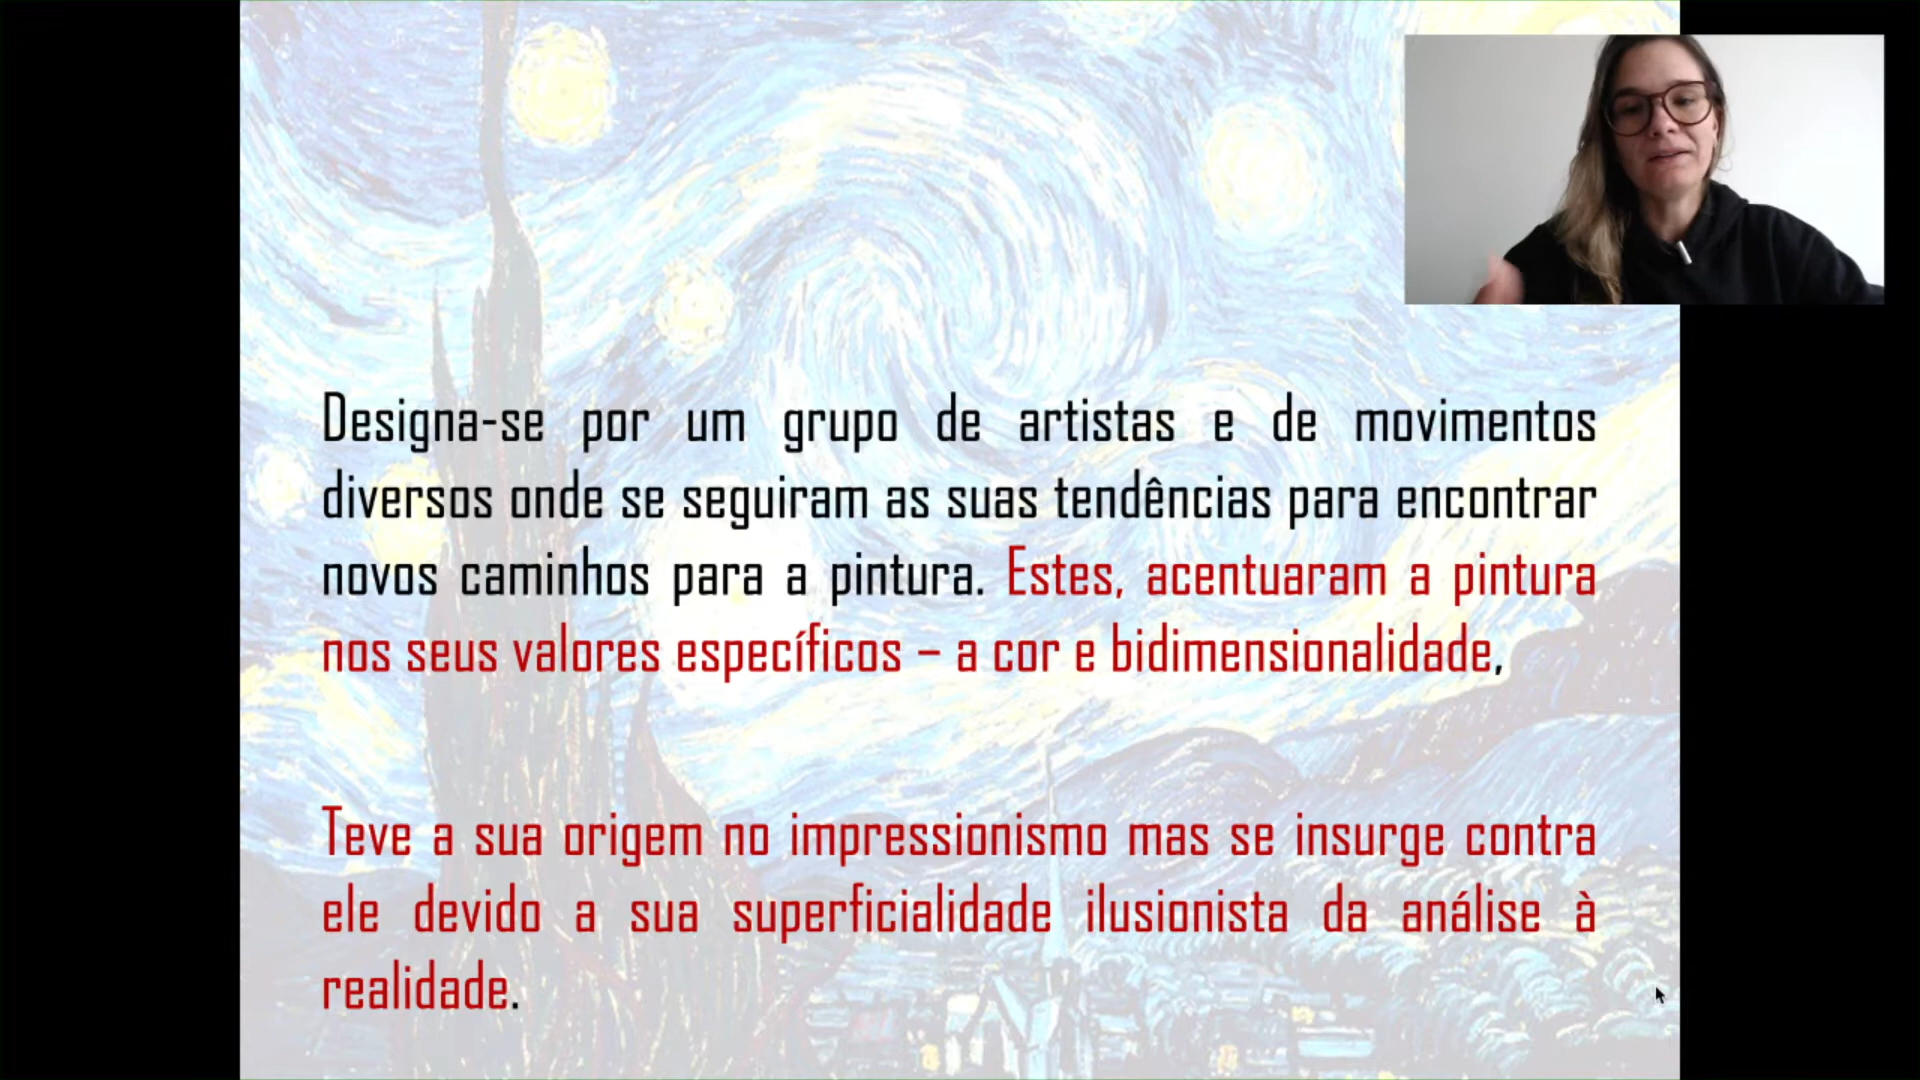 Designa-se por um grupo de artistas e de movimentos
diversos onde se seguiram as suas tendências para encontrar
novos caminhos para a pintura. Estes, acentuaram a pintura
nos seus valores específicos – a cor e bidimensionalidade,
Teve a sua origem no impressionismo mas se insurge contra
ele devido a sua superficialidade ilusionista da análise à
realidade.